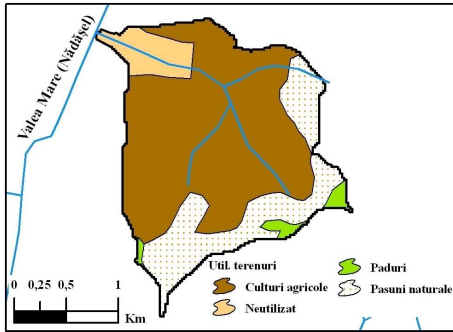 Valea Mare (Nădășel)
Util. terenuri
Culturi agricole
Neutilizat
Paduri
Pasuni naturale
0 0,25 0,5 1
Km